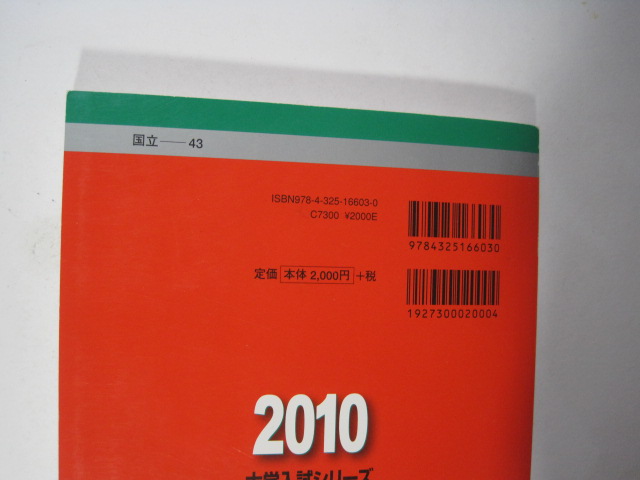 国立——43
ISBN978-4-325-16603-0
C7300 ¥2000E
9784325166030
定価 本体 2,000円 +税
1927300020004
2010
大学入試シリーズ